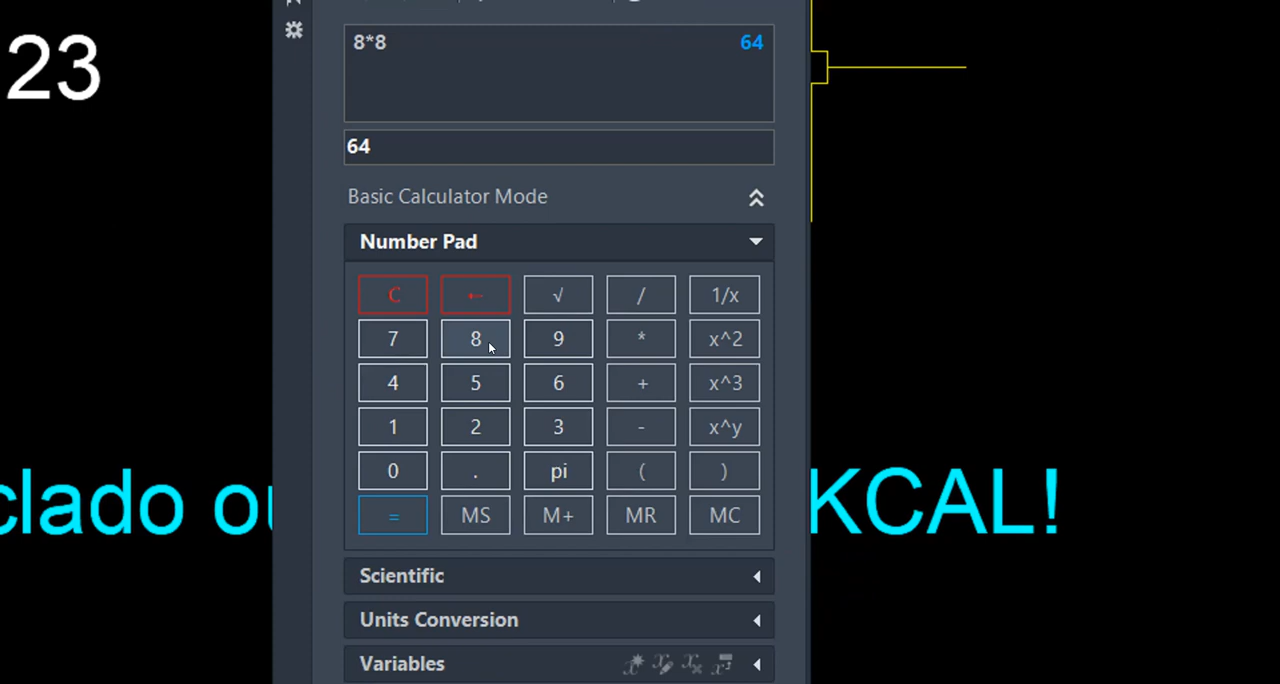 23
8*8 64
64
Basic Calculator Mode
Number Pad
C ← √ / 1/x
7 8 9 * x^2
4 5 6 + x^3
1 2 3 - x^y
0 . pi ( )
= MS M+ MR MC
clado ou KCAL!
Scientific
Units Conversion
Variables